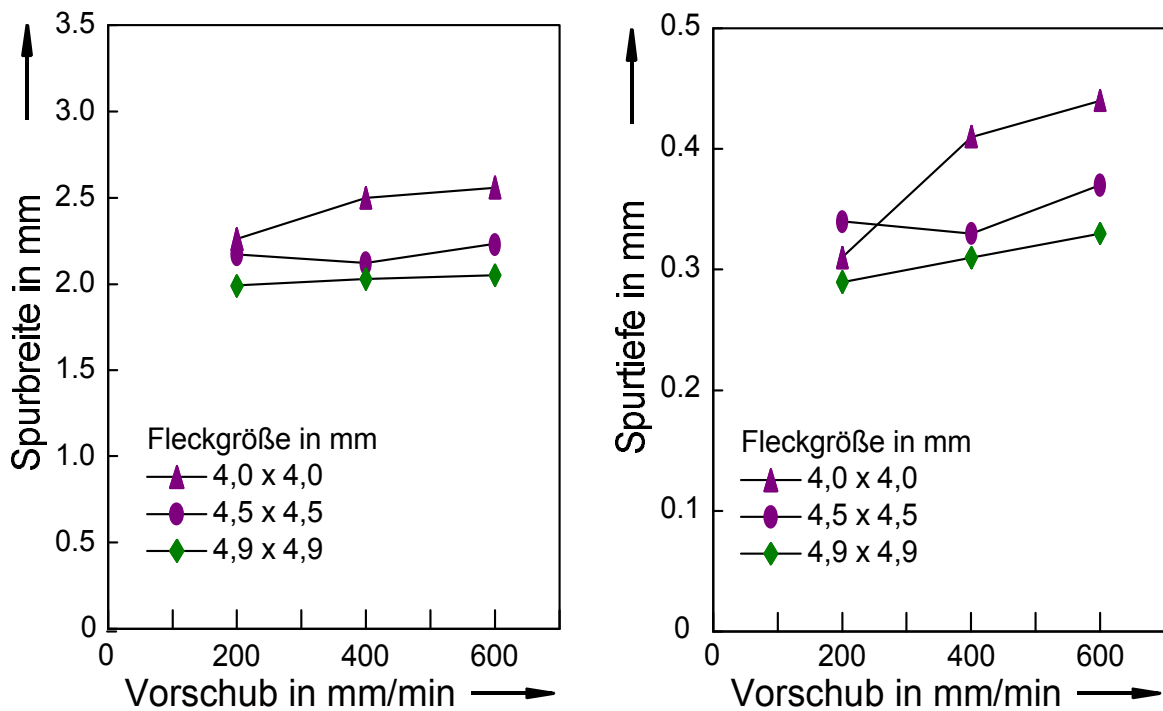 Spurbreite in mm
3.5
3.0
2.5
2.0
1.5
1.0
0.5
0
Fleckgröße in mm
4,0 x 4,0
4,5 x 4,5
4,9 x 4,9
0 200 400 600
Vorschub in mm/min
Spurtiefe in mm
0.5
0.4
0.3
0.2
0.1
0
Fleckgröße in mm
4,0 x 4,0
4,5 x 4,5
4,9 x 4,9
0 200 400 600
Vorschub in mm/min